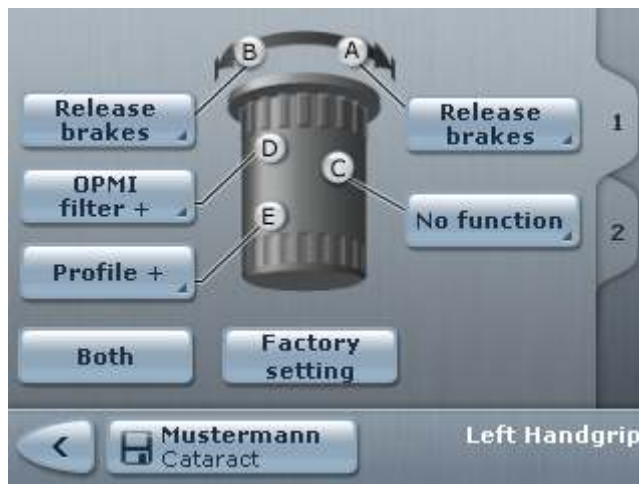 B
A
Release
brakes
Release
brakes
1
D
OPMI
filter +
C
No function
2
E
Profile +
Both
Factory
setting
<
Mustermann
Cataract
Left Handgrip